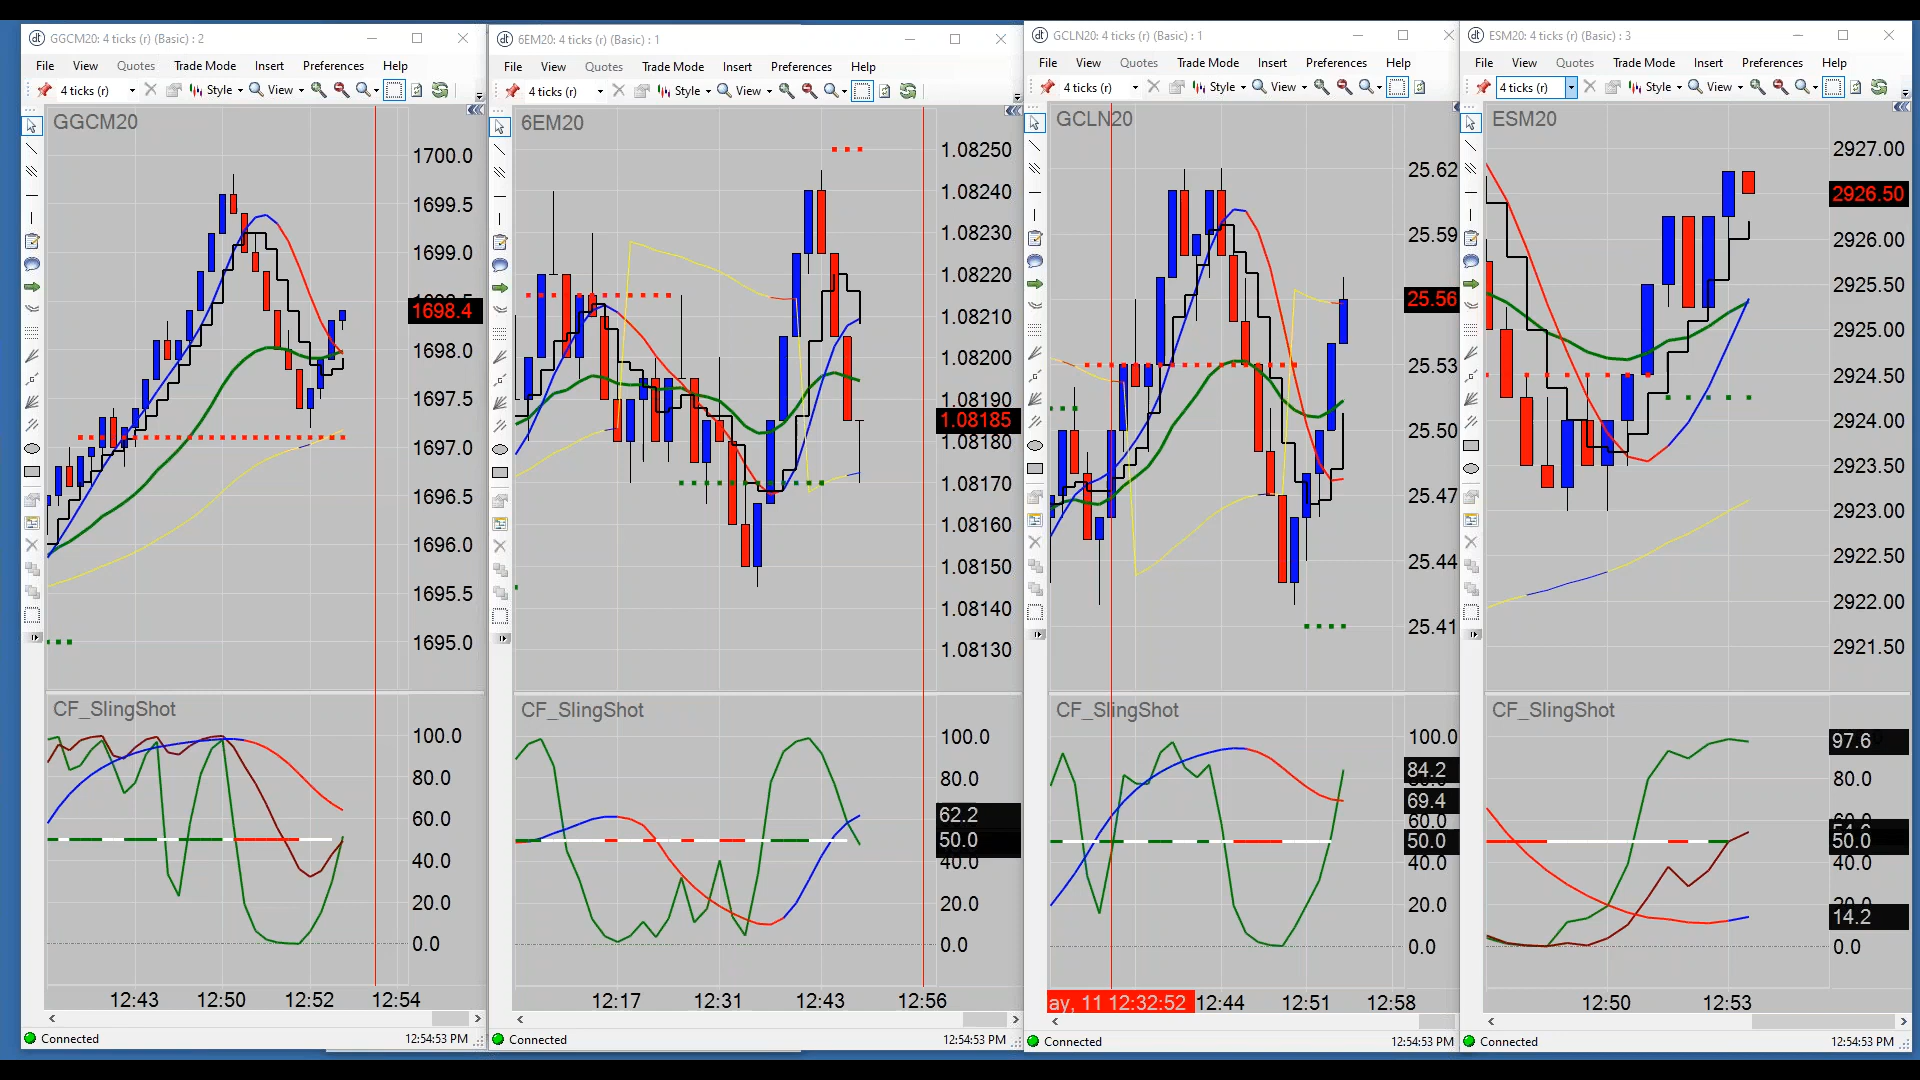 GGCM20: 4 ticks (r) (Basic) : 2
File View Quotes Trade Mode Insert Preferences Help
4 ticks (r) Style View
GGCM20
1700.0
1699.5
1699.0
1698.4
1698.0
1697.5
1697.0
1696.5
1696.0
1695.5
1695.0
CF_SlingShot
100.0
80.0
60.0
40.0
20.0
0.0
12:43 12:50 12:52 12:54
Connected 12:54:53 PM
6EM20: 4 ticks (r) (Basic) : 1
File View Quotes Trade Mode Insert Preferences Help
4 ticks (r) Style View
6EM20
1.08250
1.08240
1.08230
1.08220
1.08210
1.08200
1.08190
1.08185
1.08180
1.08170
1.08160
1.08150
1.08140
1.08130
CF_SlingShot
100.0
80.0
62.2
50.0
40.0
20.0
0.0
12:17 12:31 12:43 12:56
Connected 12:54:53 PM
GCLN20: 4 ticks (r) (Basic) : 1
File View Quotes Trade Mode Insert Preferences Help
4 ticks (r) Style View
GCLN20
25.62
25.59
25.56
25.53
25.50
25.47
25.44
25.41
CF_SlingShot
100.0
84.2
69.4
60.0
50.0
40.0
20.0
0.0
ay, 11 12:32:52 12:44 12:51 12:58
Connected 12:54:53 PM
ESM20: 4 ticks (r) (Basic) : 3
File View Quotes Trade Mode Insert Preferences Help
4 ticks (r) Style View
ESM20
2927.00
2926.50
2926.00
2925.50
2925.00
2924.50
2924.00
2923.50
2923.00
2922.50
2922.00
2921.50
CF_SlingShot
97.6
80.0
50.0
40.0
14.2
0.0
12:50 12:53
Connected 12:54:53 PM